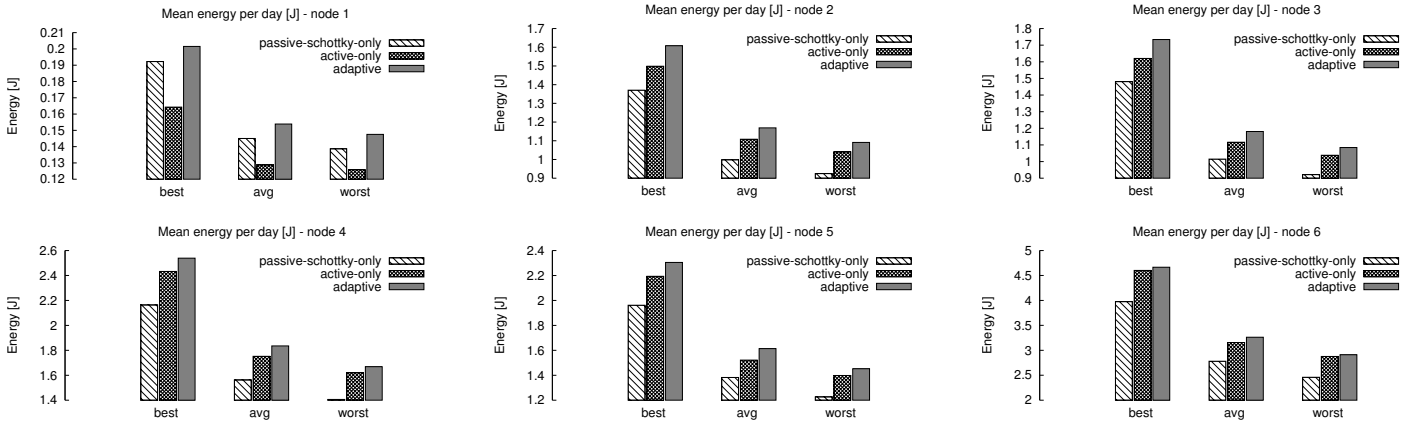 Mean energy per day [J] - node 1
Energy [J]
0.21
0.2
0.19
0.18
0.17
0.16
0.15
0.14
0.13
0.12
passive-schottky-only
active-only
adaptive
best avg worst
Mean energy per day [J] - node 2
Energy [J]
1.7
1.6
1.5
1.4
1.3
1.2
1.1
1
0.9
passive-schottky-only
active-only
adaptive
best avg worst
Mean energy per day [J] - node 3
Energy [J]
1.8
1.7
1.6
1.5
1.4
1.3
1.2
1.1
1
0.9
passive-schottky-only
active-only
adaptive
best avg worst
Mean energy per day [J] - node 4
Energy [J]
2.6
2.4
2.2
2
1.8
1.6
1.4
passive-schottky-only
active-only
adaptive
best avg worst
Mean energy per day [J] - node 5
Energy [J]
2.4
2.2
2
1.8
1.6
1.4
1.2
passive-schottky-only
active-only
adaptive
best avg worst
Mean energy per day [J] - node 6
Energy [J]
5
4.5
4
3.5
3
2.5
2
passive-schottky-only
active-only
adaptive
best avg worst